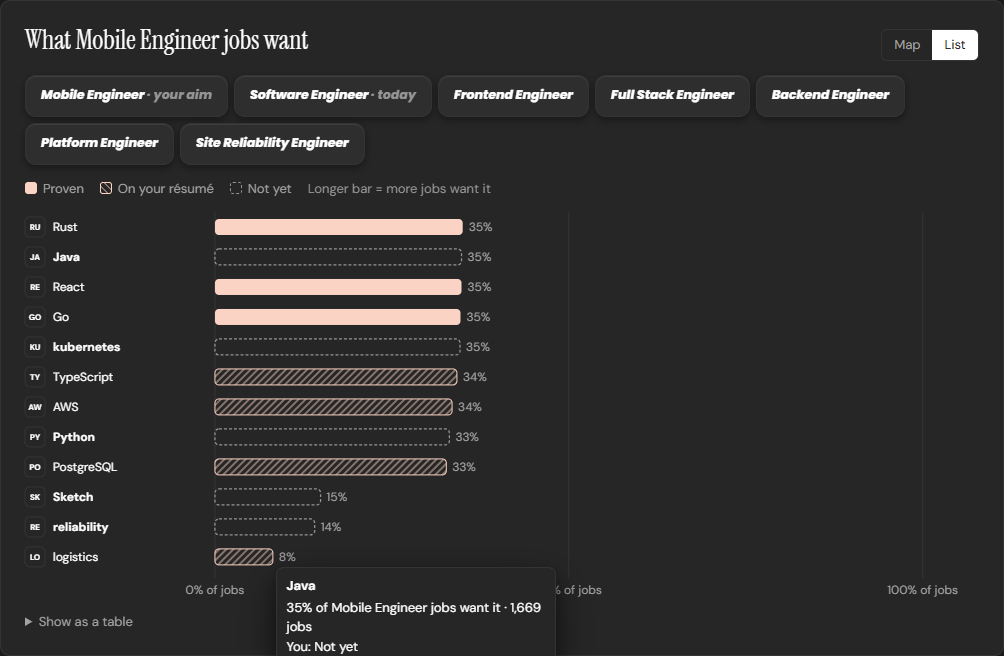 What Mobile Engineer jobs want
Map List
Mobile Engineer · your aim
Software Engineer · today
Frontend Engineer
Full Stack Engineer
Backend Engineer
Platform Engineer
Site Reliability Engineer
Proven On your résumé Not yet Longer bar = more jobs want it
RU Rust 35%
JA Java 35%
RE React 35%
GO Go 35%
KU kubernetes 35%
TY TypeScript 34%
AW AWS 34%
PY Python 33%
PO PostgreSQL 33%
SK Sketch 15%
RE reliability 14%
LO logistics 8%
0% of jobs % of jobs 100% of jobs
Java
35% of Mobile Engineer jobs want it · 1,669
jobs
You: Not yet
Show as a table